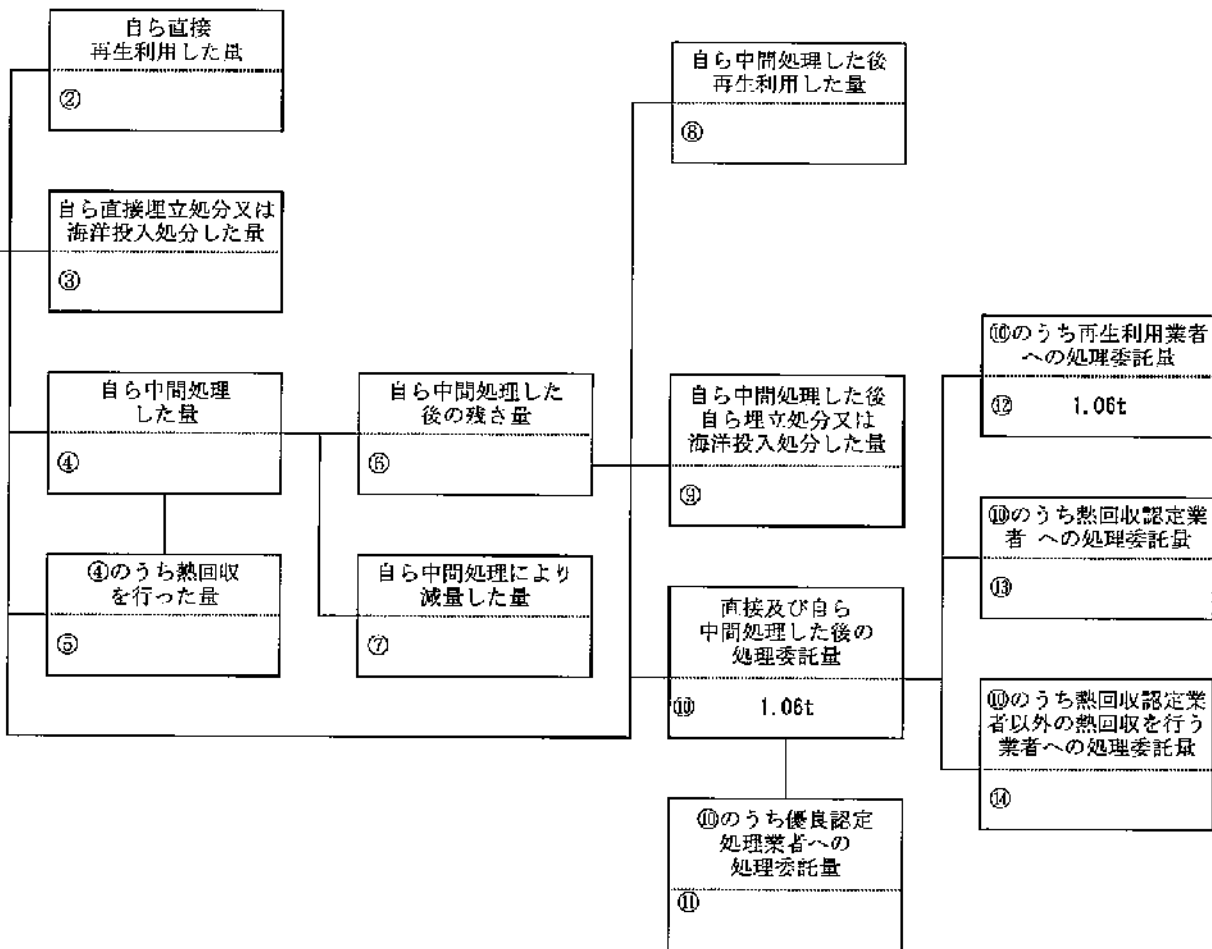 自ら直接
再生利用した量
②
自ら中間処理した後
再生利用した量
⑧
自ら直接埋立処分又は
海洋投入処分した量
③
⑩のうち再生利用業者
への処理委託量
⑫ 1.06t
自ら中間処理
した量
④
自ら中間処理した
後の残さ量
⑥
自ら中間処理した後
自ら埋立処分又は
海洋投入処分した量
⑨
⑩のうち熱回収認定業
者 への処理委託量
⑬
④のうち熱回収
を行った量
⑤
自ら中間処理により
減量した量
⑦
直接及び自ら
中間処理した後の
処理委託量
⑩ 1.06t
⑩のうち熱回収認定業
者以外の熱回収を行う
業者への処理委託量
⑭
⑩のうち優良認定
処理業者への
処理委託量
⑪